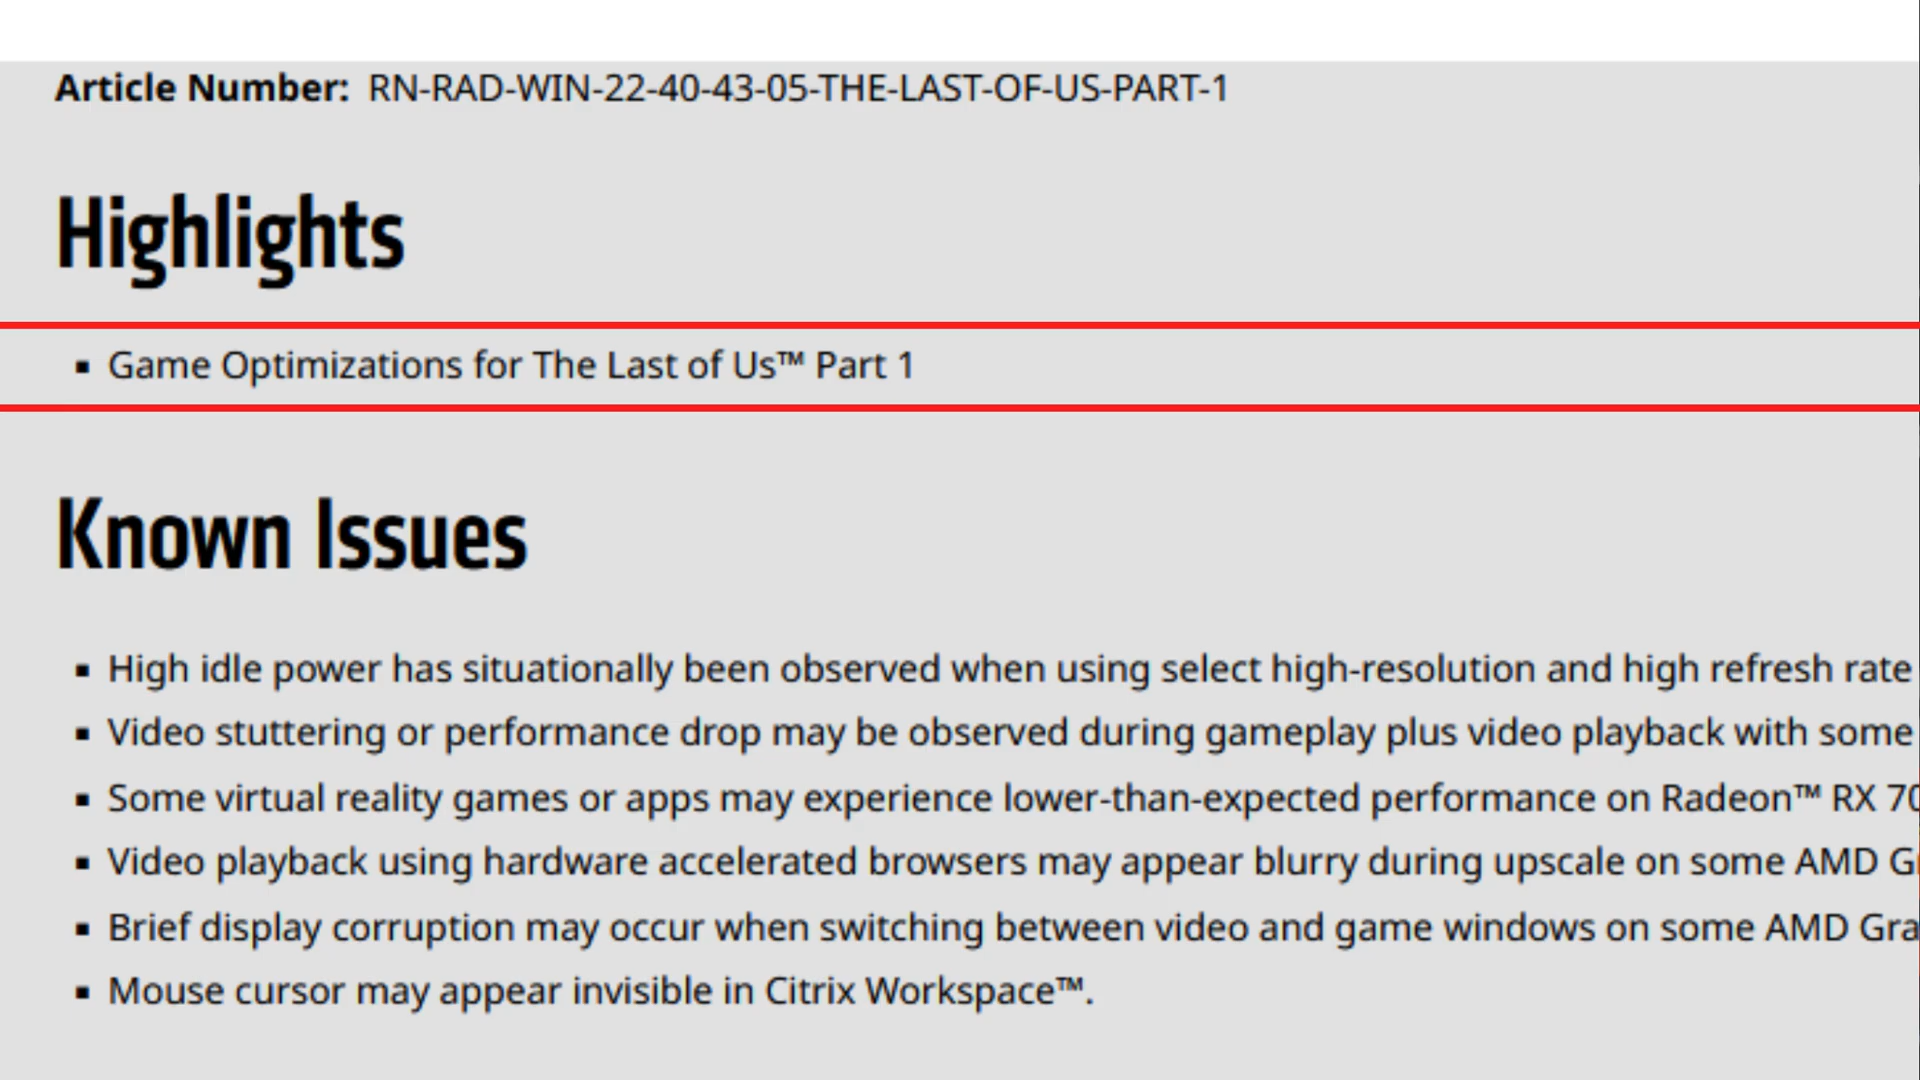 Article Number: RN-RAD-WIN-22-40-43-05-THE-LAST-OF-US-PART-1
Highlights
▪ Game Optimizations for The Last of Us™ Part 1
Known Issues
▪ High idle power has situationally been observed when using select high-resolution and high refresh rate
▪ Video stuttering or performance drop may be observed during gameplay plus video playback with some
▪ Some virtual reality games or apps may experience lower-than-expected performance on Radeon™ RX
▪ Video playback using hardware accelerated browsers may appear blurry during upscale on some AMD
▪ Brief display corruption may occur when switching between video and game windows on some AMD
▪ Mouse cursor may appear invisible in Citrix Workspace™.